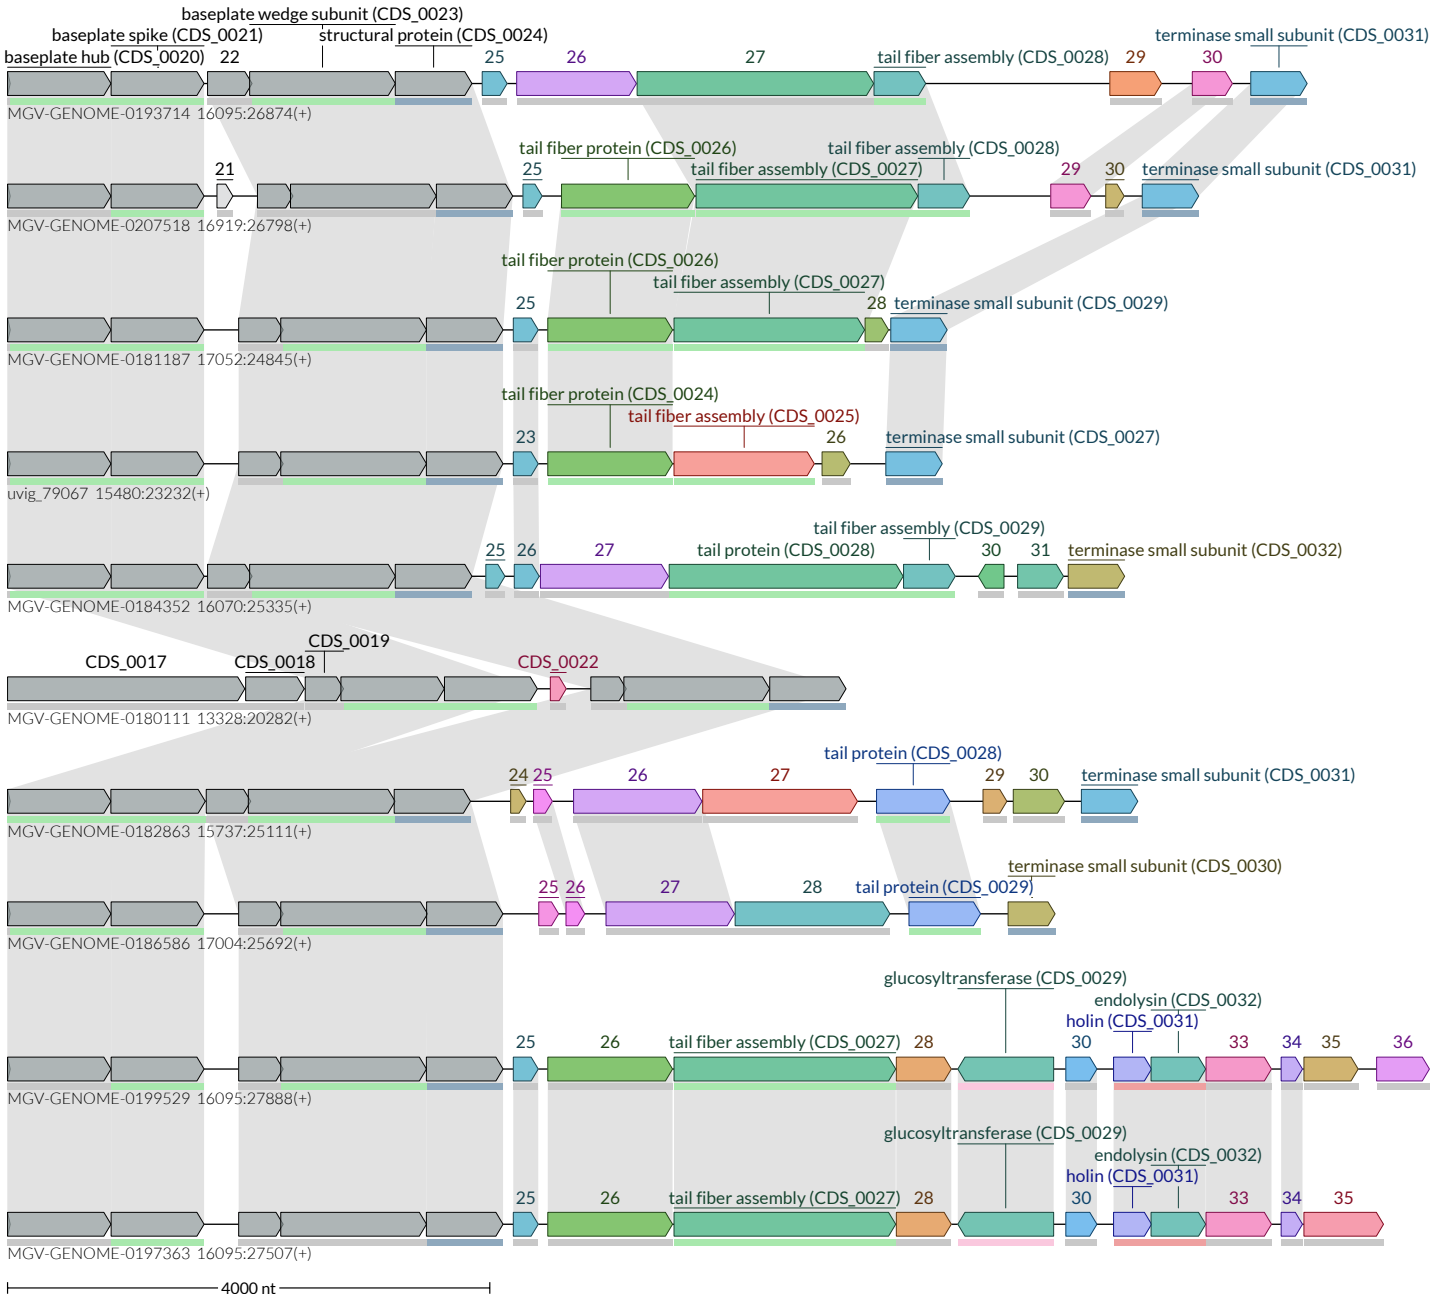 baseplate wedge subunit (CDS_0023)
baseplate spike (CDS_0021) structural protein (CDS_0024) terminase small subunit (CDS_0031)
baseplate hub (CDS_0020) 22 25 26 27 tail fiber assembly (CDS_0028) 29 30
MGV-GENOME-0193714 16095:26874(+)
tail fiber protein (CDS_0026) tail fiber assembly (CDS_0028)
21 25 tail fiber assembly (CDS_0027) 29 30 terminase small subunit (CDS_0031)
MGV-GENOME-0207518 16919:26798(+)
tail fiber protein (CDS_0026)
tail fiber assembly (CDS_0027)
25 28 terminase small subunit (CDS_0029)
MGV-GENOME-0181187 17052:24845(+)
tail fiber protein (CDS_0024)
tail fiber assembly (CDS_0025)
23 26 terminase small subunit (CDS_0027)
uvig_79067 15480:23232(+)
tail fiber assembly (CDS_0029)
25 26 27 tail protein (CDS_0028) 30 31 terminase small subunit (CDS_0032)
MGV-GENOME-0184352 16070:25335(+)
CDS_0019
CDS_0017 CDS_0018 CDS_0022
MGV-GENOME-0180111 13328:20282(+)
tail protein (CDS_0028)
24 25 26 27 29 30 terminase small subunit (CDS_0031)
MGV-GENOME-0182863 15737:25111(+)
terminase small subunit (CDS_0030)
25 26 27 28 tail protein (CDS_0029)
MGV-GENOME-0186586 17004:25692(+)
glucosyltransferase (CDS_0029)
endolysin (CDS_0032)
holin (CDS_0031)
25 26 tail fiber assembly (CDS_0027) 28 30 33 34 35 36
MGV-GENOME-0199529 16095:27888(+)
glucosyltransferase (CDS_0029)
endolysin (CDS_0032)
holin (CDS_0031)
25 26 tail fiber assembly (CDS_0027) 28 30 33 34 35
MGV-GENOME-0197363 16095:27507(+)
4000 nt